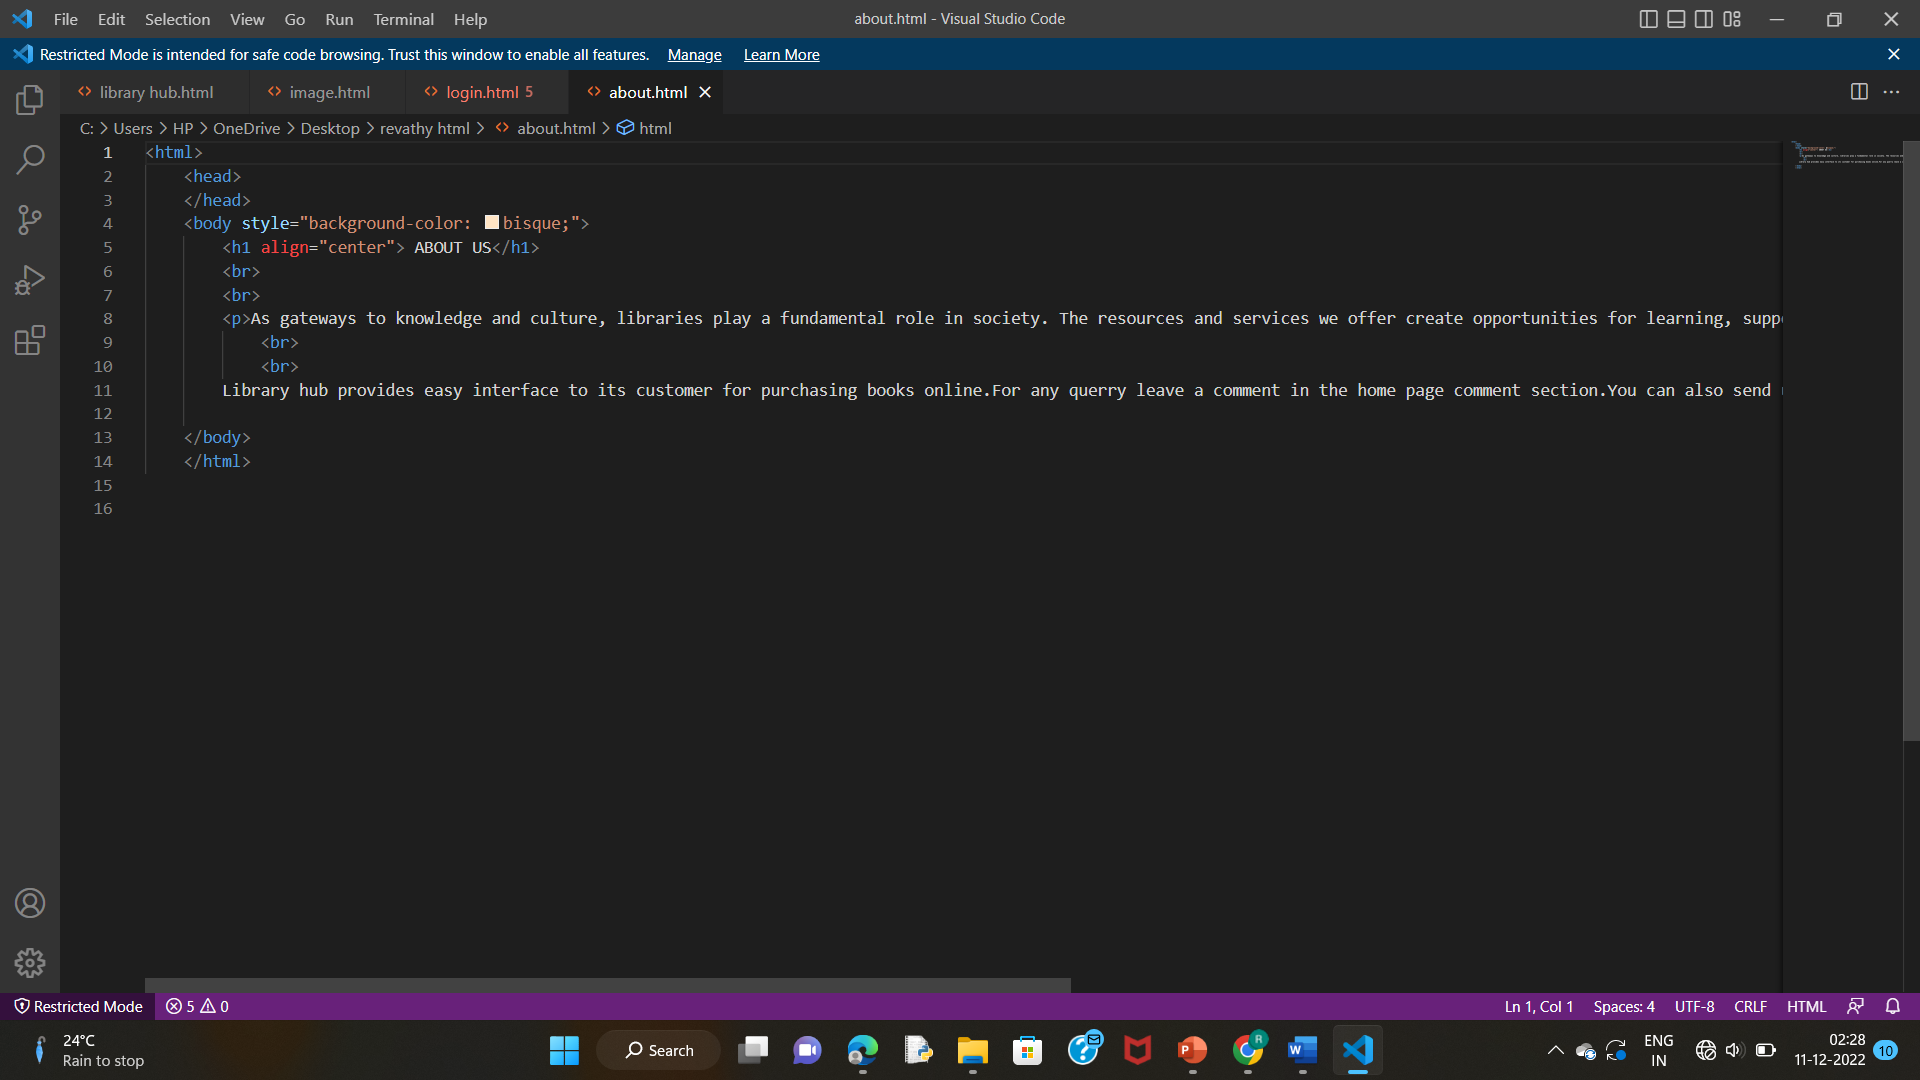 File Edit Selection View Go Run Terminal Help about.html - Visual Studio Code
Restricted Mode is intended for safe code browsing. Trust this window to enable all features. Manage Learn More
library hub.html image.html login.html 5 about.html
C: > Users > HP > OneDrive > Desktop > revathy html > about.html > html
1 <html>
2 <head>
3 </head>
4 <body style="background-color: bisque;">
5 <h1 align="center"> ABOUT US</h1>
6 <br>
7 <br>
8 <p>As gateways to knowledge and culture, libraries play a fundamental role in society. The resources and services we offer create opportunities for learning,
9 <br>
10 <br>
11 Library hub provides easy interface to its customer for purchasing books online.For any querry leave a comment in the home page comment section.You can also send
12
13 </body>
14 </html>
15
16
Restricted Mode 5 0 Ln 1, Col 1 Spaces: 4 UTF-8 CRLF HTML
24°C
Rain to stop
Search
ENG
IN
02:28
11-12-2022
10